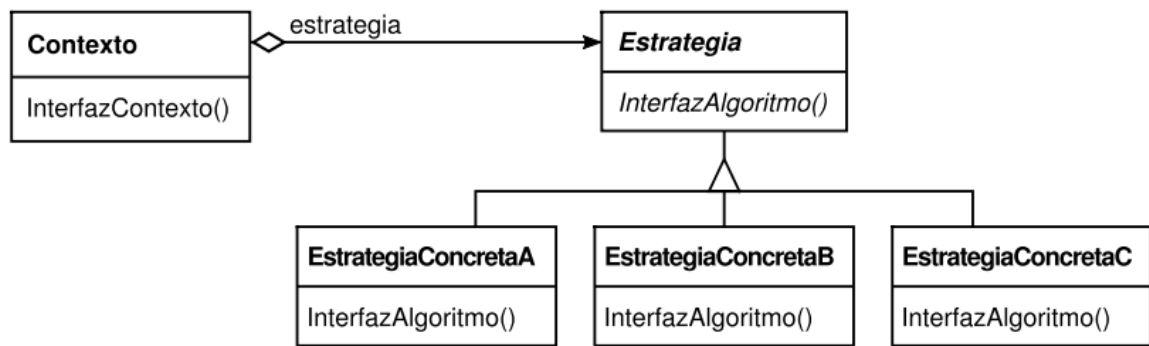 estrategia
Contexto
Estrategia
InterfazContexto()
InterfazAlgoritmo()
EstrategiaConcretaA
EstrategiaConcretaB
EstrategiaConcretaC
InterfazAlgoritmo()
InterfazAlgoritmo()
InterfazAlgoritmo()